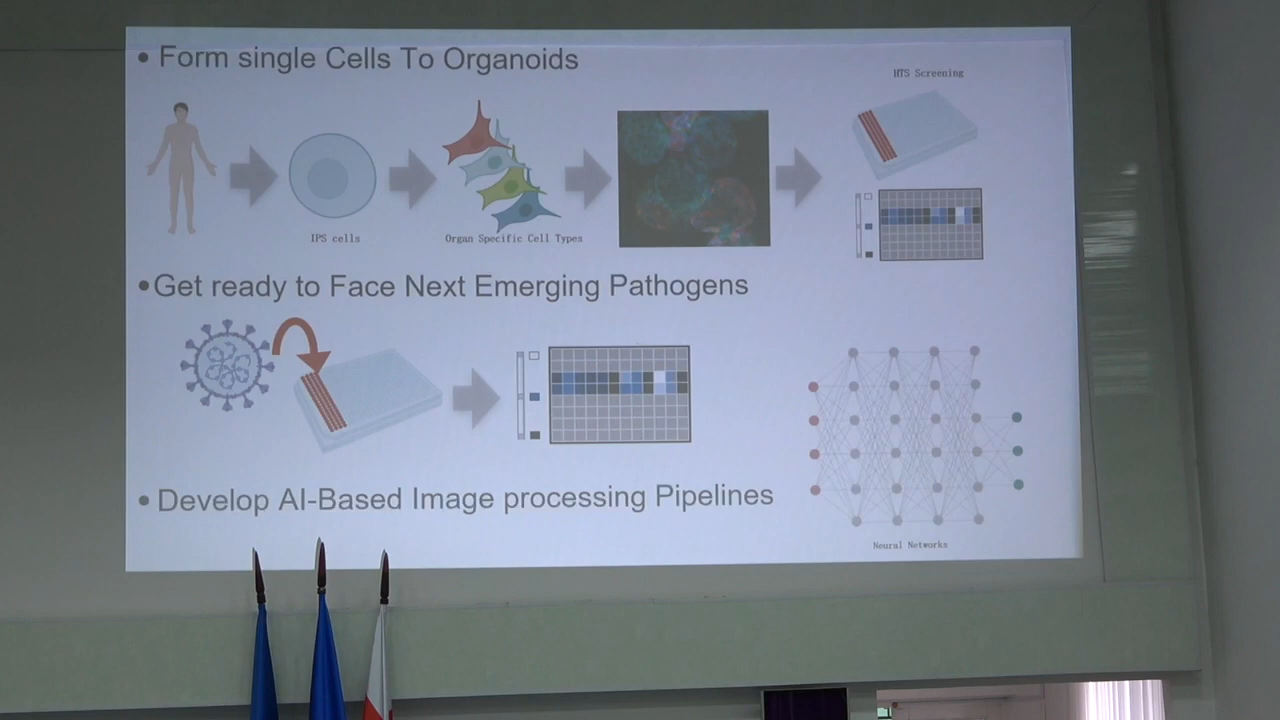 • Form single Cells To Organoids
HTS Screening
IPS cells
Organ Specific Cell Types
•Get ready to Face Next Emerging Pathogens
• Develop AI-Based Image processing Pipelines
Neural Networks